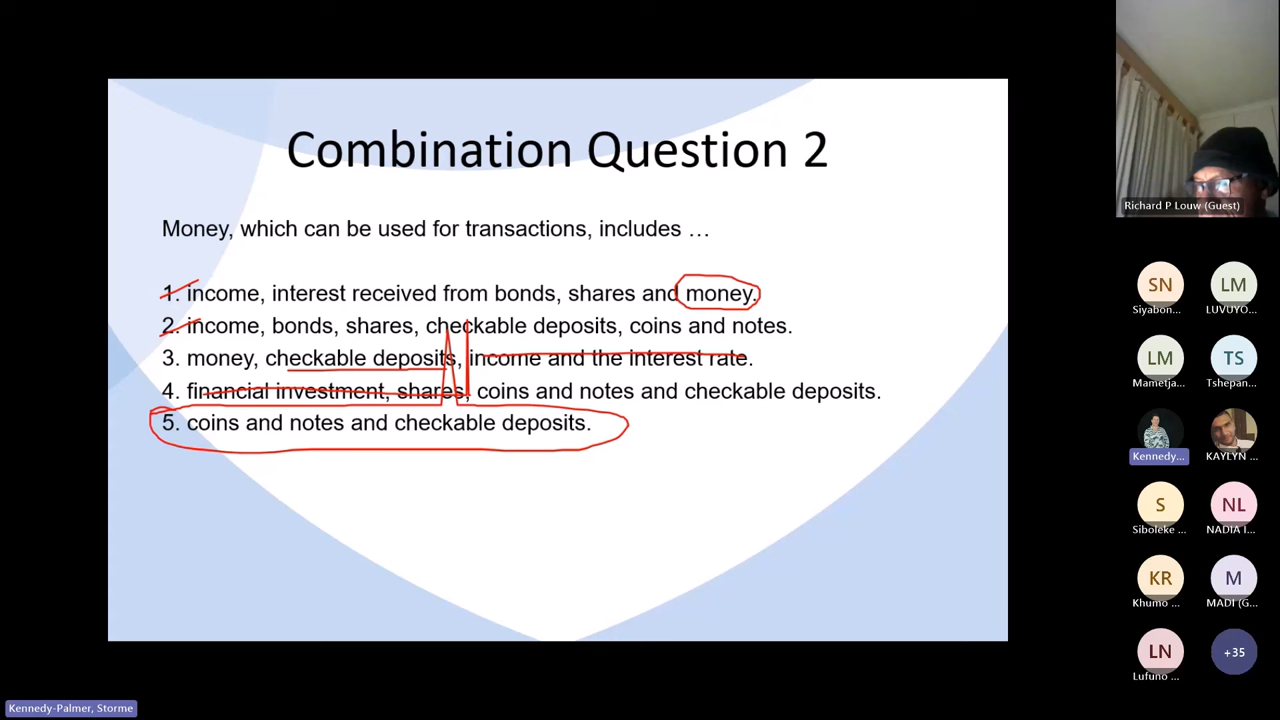 Combination Question 2
Money, which can be used for transactions, includes …
1. income, interest received from bonds, shares and money.
2. income, bonds, shares, checkable deposits, coins and notes.
3. money, checkable deposits, income and the interest rate.
4. financial investment, shares, coins and notes and checkable deposits.
5. coins and notes and checkable deposits.
Richard P Louw (Guest)
SN
LM
Siyabon...
LUVUYO...
LM
TS
Mametja...
Tshepan...
Kennedy...
KAYLYN ...
S
NL
Siboleke ...
NADIA I...
KR
M
Khumo ...
MADI (G...
LN
+35
Lufuno ...
Kennedy-Palmer, Storme